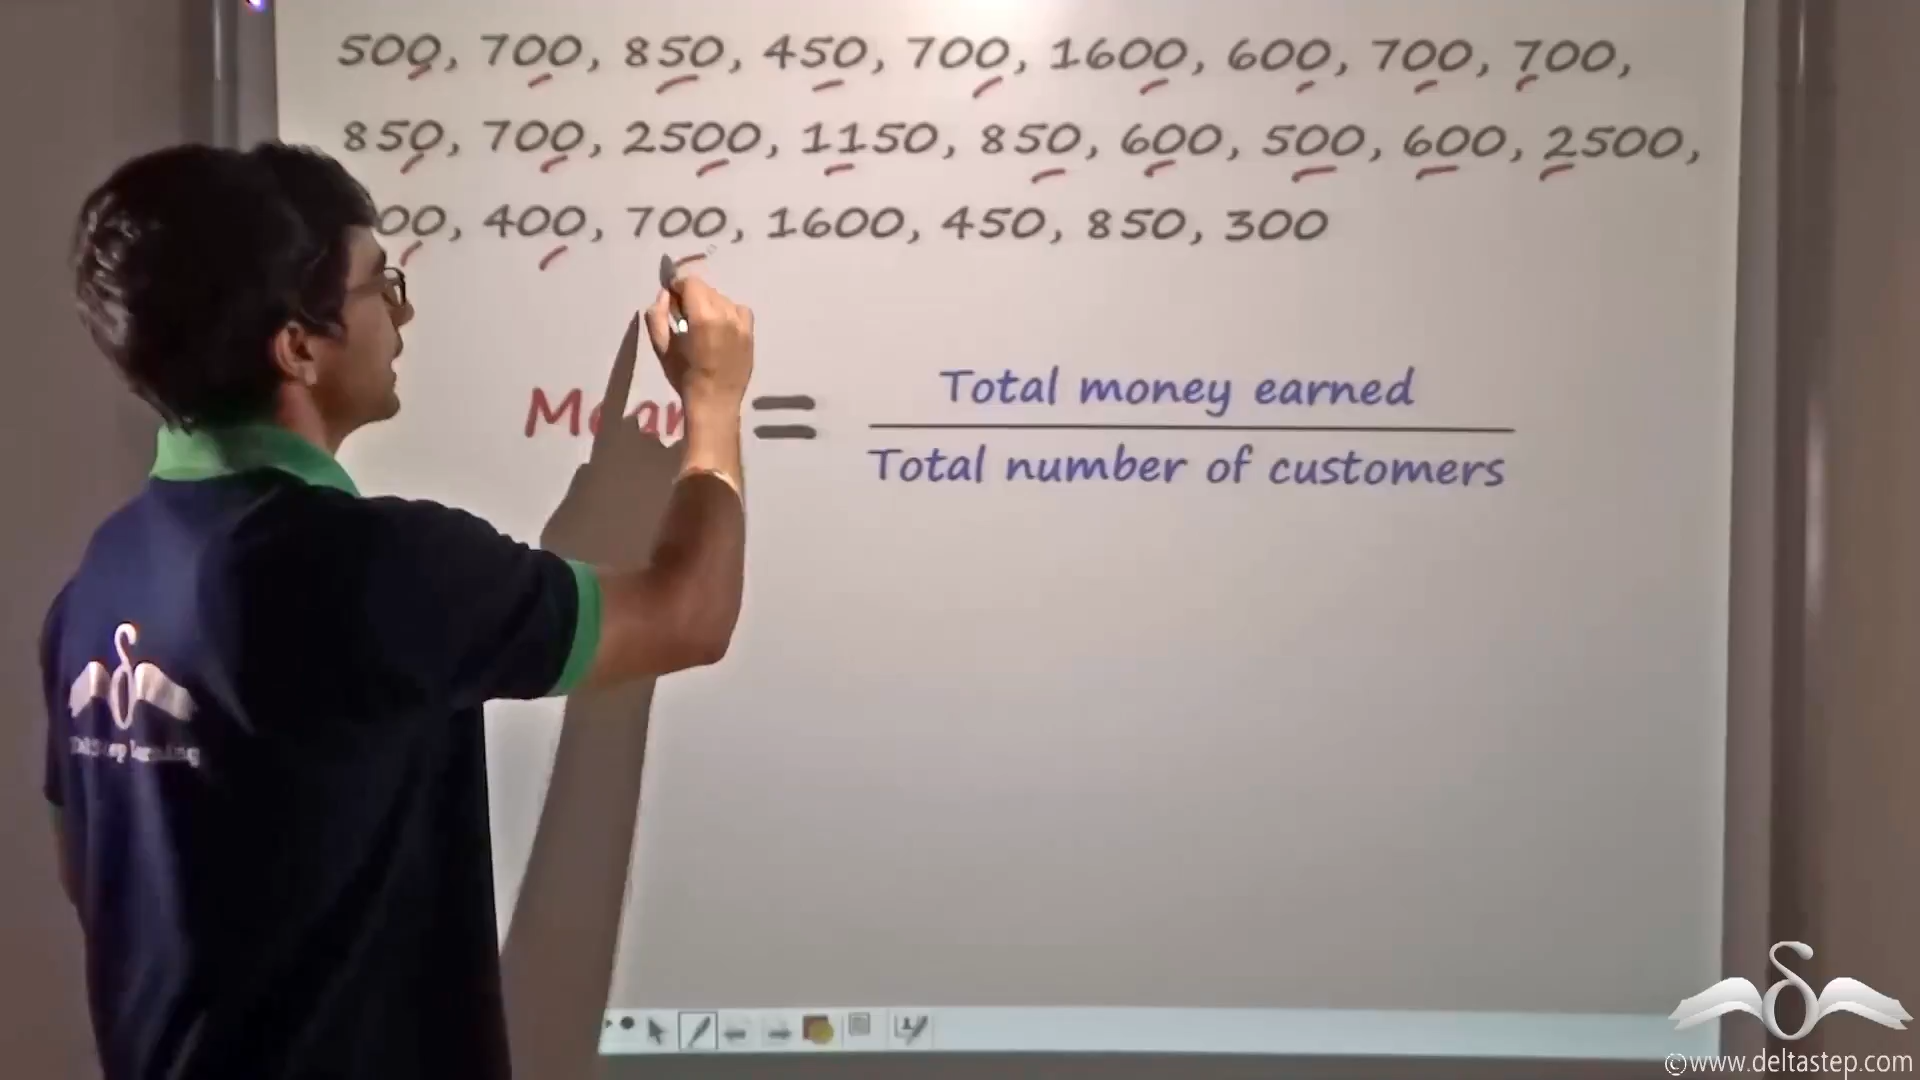 500, 700, 850, 450, 700, 1600, 600, 700, 700,
850, 700, 2500, 1150, 850, 600, 500, 600, 2500,
00, 400, 700, 1600, 450, 850, 300
=
Total money earned
Total number of customers
©www.deltastep.com